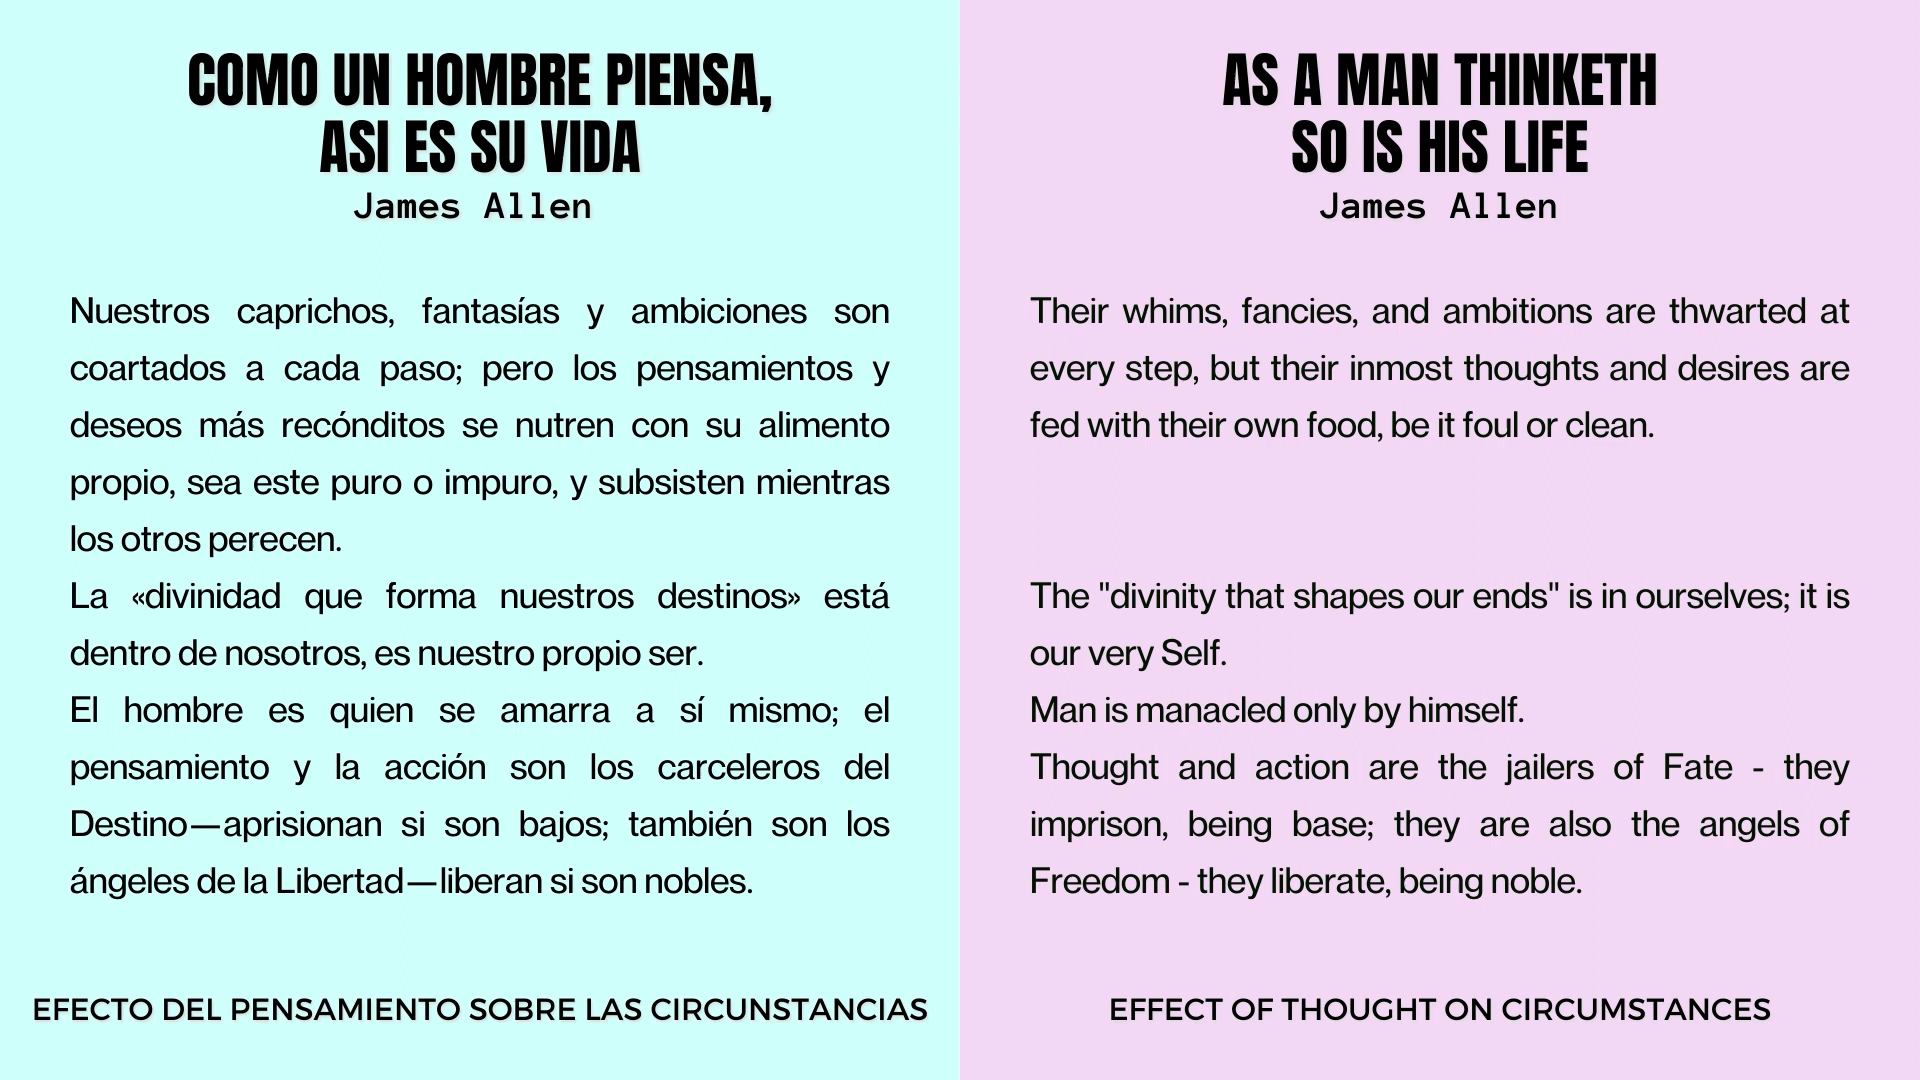 COMO UN HOMBRE PIENSA,
ASI ES SU VIDA
James Allen
Nuestros caprichos, fantasías y ambiciones son
coartados a cada paso; pero los pensamientos y
deseos más recónditos se nutren con su alimento
propio, sea este puro o impuro, y subsisten mientras
los otros perecen.
La «divinidad que forma nuestros destinos» está
dentro de nosotros, es nuestro propio ser.
El hombre es quien se amarra a sí mismo; el
pensamiento y la acción son los carceleros del
Destino—aprisionan si son bajos; también son los
ángeles de la Libertad—liberan si son nobles.
EFECTO DEL PENSAMIENTO SOBRE LAS CIRCUNSTANCIAS
AS A MAN THINKETH
SO IS HIS LIFE
James Allen
Their whims, fancies, and ambitions are thwarted at
every step, but their inmost thoughts and desires are
fed with their own food, be it foul or clean.
The "divinity that shapes our ends" is in ourselves; it is
our very Self.
Man is manacled only by himself.
Thought and action are the jailers of Fate - they
imprison, being base; they are also the angels of
Freedom - they liberate, being noble.
EFFECT OF THOUGHT ON CIRCUMSTANCES